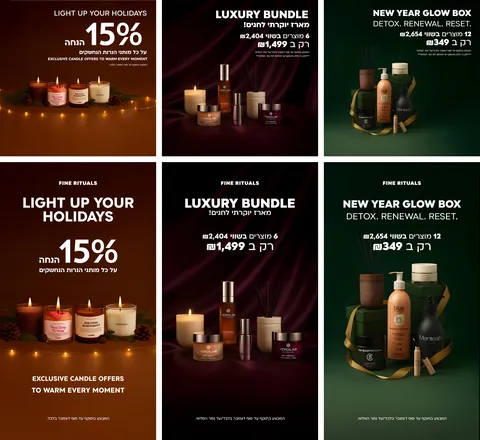 LIGHT UP YOUR HOLIDAYS
15% הנחה
על כל מותגי הנרות הנחשקים
EXCLUSIVE CANDLE OFFERS TO WARM EVERY MOMENT
LUXURY BUNDLE
מארז יוקרתי לחגים!
6 מוצרים בשווי 2,404₪
רק ב 1,499₪
NEW YEAR GLOW BOX
DETOX. RENEWAL. RESET.
12 מוצרים בשווי 2,654₪
רק ב 349₪
FINE RITUALS
LIGHT UP YOUR
HOLIDAYS
15% הנחה
על כל מותגי הנרות הנחשקים
EXCLUSIVE CANDLE OFFERS
TO WARM EVERY MOMENT
FINE RITUALS
LUXURY BUNDLE
מארז יוקרתי לחגים!
6 מוצרים בשווי 2,404₪
רק ב 1,499₪
FINE RITUALS
NEW YEAR GLOW BOX
DETOX. RENEWAL. RESET.
12 מוצרים בשווי 2,654₪
רק ב 349₪